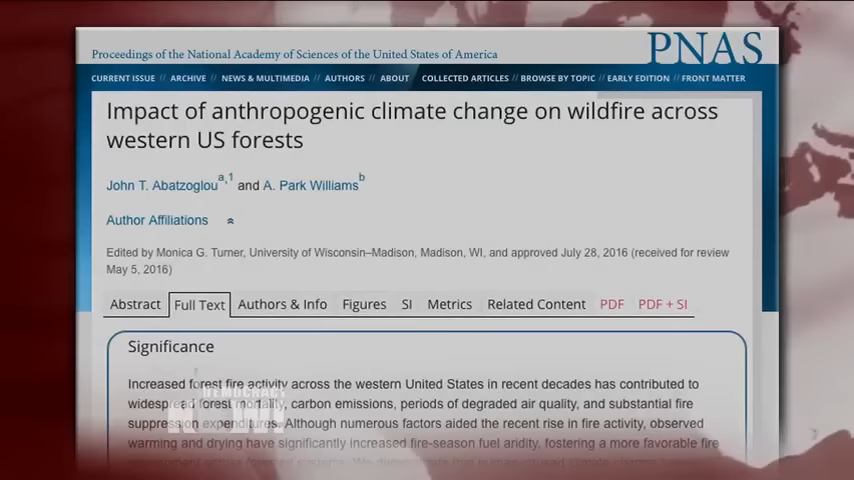 Proceedings of the National Academy of Sciences of the United States of America
PNAS
CURRENT ISSUE // ARCHIVE // NEWS & MULTIMEDIA // AUTHORS // ABOUT COLLECTED ARTICLES // BROWSE BY TOPIC // EARLY EDITION // FRONT MATTER
Impact of anthropogenic climate change on wildfire across
western US forests
John T. Abatzoglou a,1 and A. Park Williams b
Author Affiliations
Edited by Monica G. Turner, University of Wisconsin–Madison, Madison, WI, and approved July 28, 2016 (received for review
May 5, 2016)
Abstract Full Text Authors & Info Figures SI Metrics Related Content PDF PDF + SI
Significance
Increased forest fire activity across the western United States in recent decades has contributed to
widespread forest mortality, carbon emissions, periods of degraded air quality, and substantial fire
suppression expenditures. Although numerous factors aided the recent rise in fire activity, observed
warming and drying have significantly increased fire-season fuel aridity, fostering a more favorable fire
DEMOCRACY
NOW!